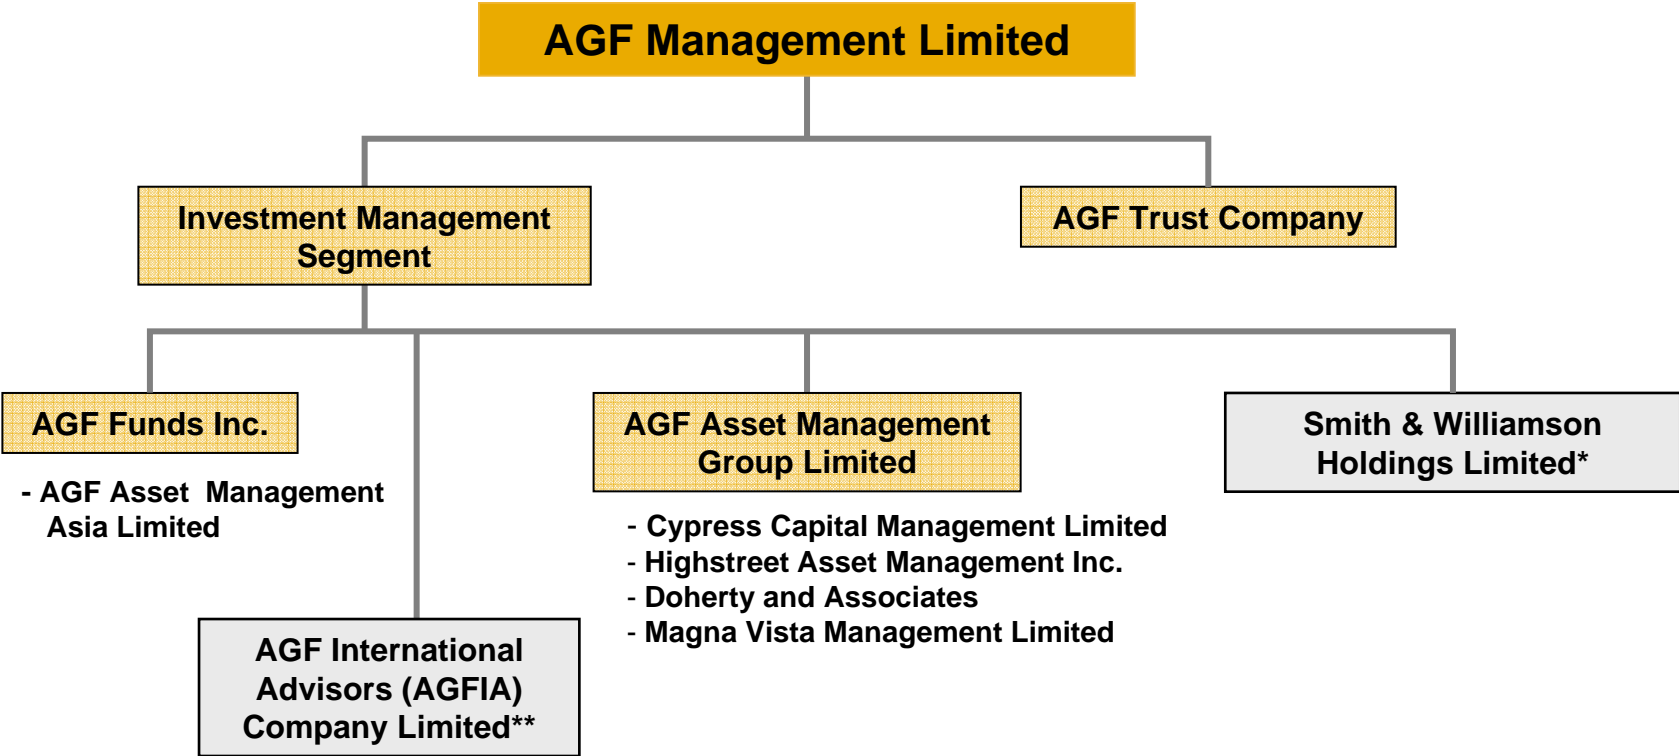 AGF Management Limited
Investment Management
Segment
AGF Trust Company
AGF Funds Inc.
- AGF Asset Management
Asia Limited
AGF International
Advisors (AGFIA)
Company Limited**
AGF Asset Management
Group Limited
- Cypress Capital Management Limited
- Highstreet Asset Management Inc.
- Doherty and Associates
- Magna Vista Management Limited
Smith & Williamson
Holdings Limited*